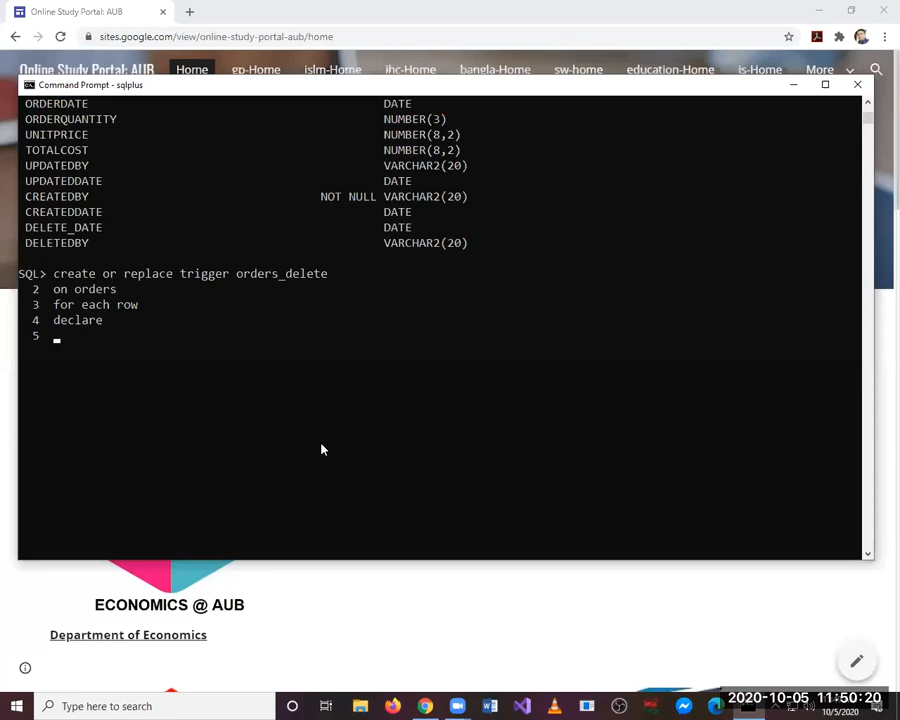 Online Study Portal: AUB
sites.google.com/view/online-study-portal-aub/home
Online Study Portal: AUB Home gp-Home islm-Home ihc-Home bangla-Home sw-home education-Home is-Home More
Command Prompt - sqlplus
ORDERDATE DATE
ORDERQUANTITY NUMBER(3)
UNITPRICE NUMBER(8,2)
TOTALCOST NUMBER(8,2)
UPDATEDBY VARCHAR2(20)
UPDATEDDATE DATE
CREATEDBY NOT NULL VARCHAR2(20)
CREATEDDATE DATE
DELETE_DATE DATE
DELETEDBY VARCHAR2(20)
SQL> create or replace trigger orders_delete
2 on orders
3 for each row
4 declare
5
ECONOMICS @ AUB
Department of Economics
Type here to search
2020-10-05 11:50:20
10/5/2020